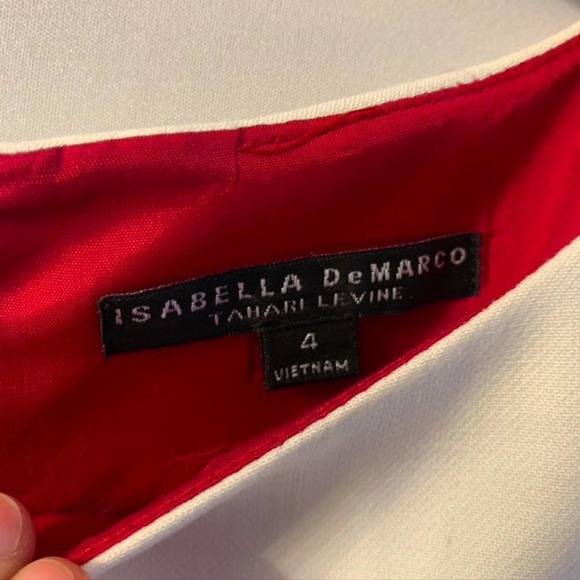 ISABELLA DeMARCO
TAHARI LEVINE
4
VIETNAM